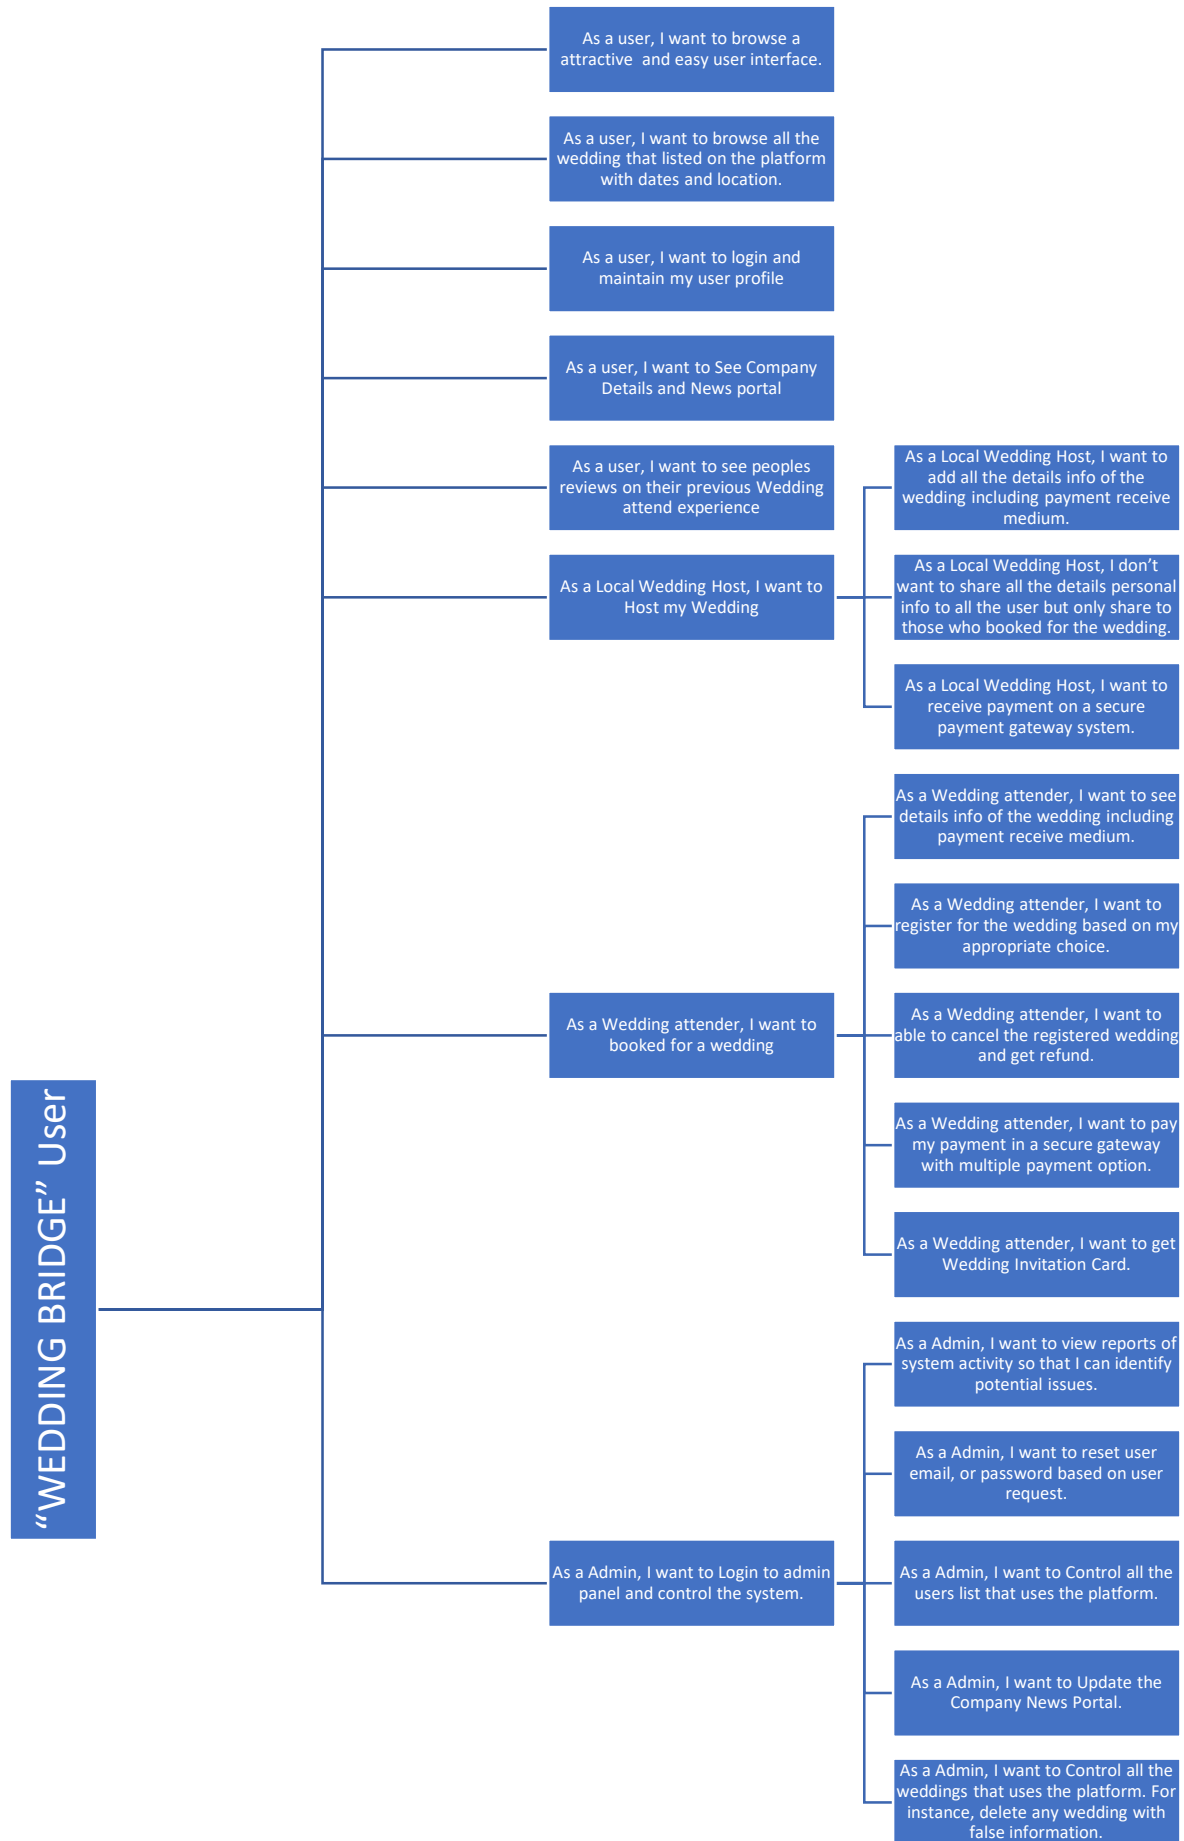 As a user, I want to browse a
attractive  and easy user interface.
As a user, I want to browse all the
wedding that listed on the platform
with dates and location.
As a user, I want to login and
maintain my user profile
As a user, I want to See Company
Details and News portal
As a user, I want to see peoples
reviews on their previous Wedding
attend experience
As a Local Wedding Host, I want to
Host my Wedding
As a Local Wedding Host, I want to
add all the details info of the
wedding including payment receive
medium.
As a Local Wedding Host, I don’t
want to share all the details personal
info to all the user but only share to
those who booked for the wedding.
As a Local Wedding Host, I want to
receive payment on a secure
payment gateway system.
As a Wedding attender, I want to
booked for a wedding
As a Wedding attender, I want to see
details info of the wedding including
payment receive medium.
As a Wedding attender, I want to
register for the wedding based on my
appropriate choice.
As a Wedding attender, I want to
able to cancel the registered wedding
and get refund.
As a Wedding attender, I want to pay
my payment in a secure gateway
with multiple payment option.
As a Wedding attender, I want to get
Wedding Invitation Card.
“WEDDING BRIDGE” User
As a Admin, I want to Login to admin
panel and control the system.
As a Admin, I want to view reports of
system activity so that I can identify
potential issues.
As a Admin, I want to reset user
email, or password based on user
request.
As a Admin, I want to Control all the
users list that uses the platform.
As a Admin, I want to Update the
Company News Portal.
As a Admin, I want to Control all the
weddings that uses the platform. For
instance, delete any wedding with
false information.